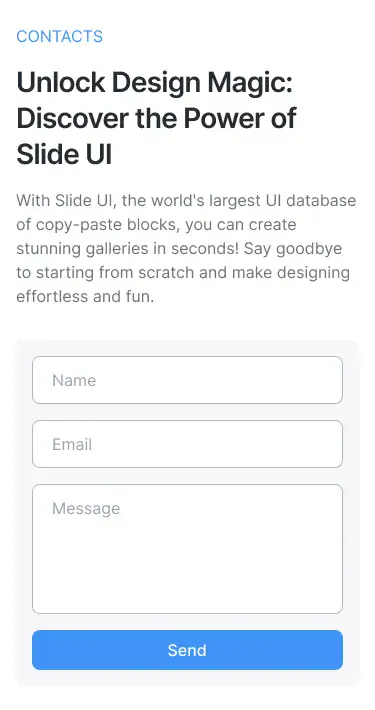 CONTACTS
Unlock Design Magic:
Discover the Power of
Slide UI
With Slide UI, the world's largest UI database
of copy-paste blocks, you can create
stunning galleries in seconds! Say goodbye
to starting from scratch and make designing
effortless and fun.
Name
Email
Message
Send